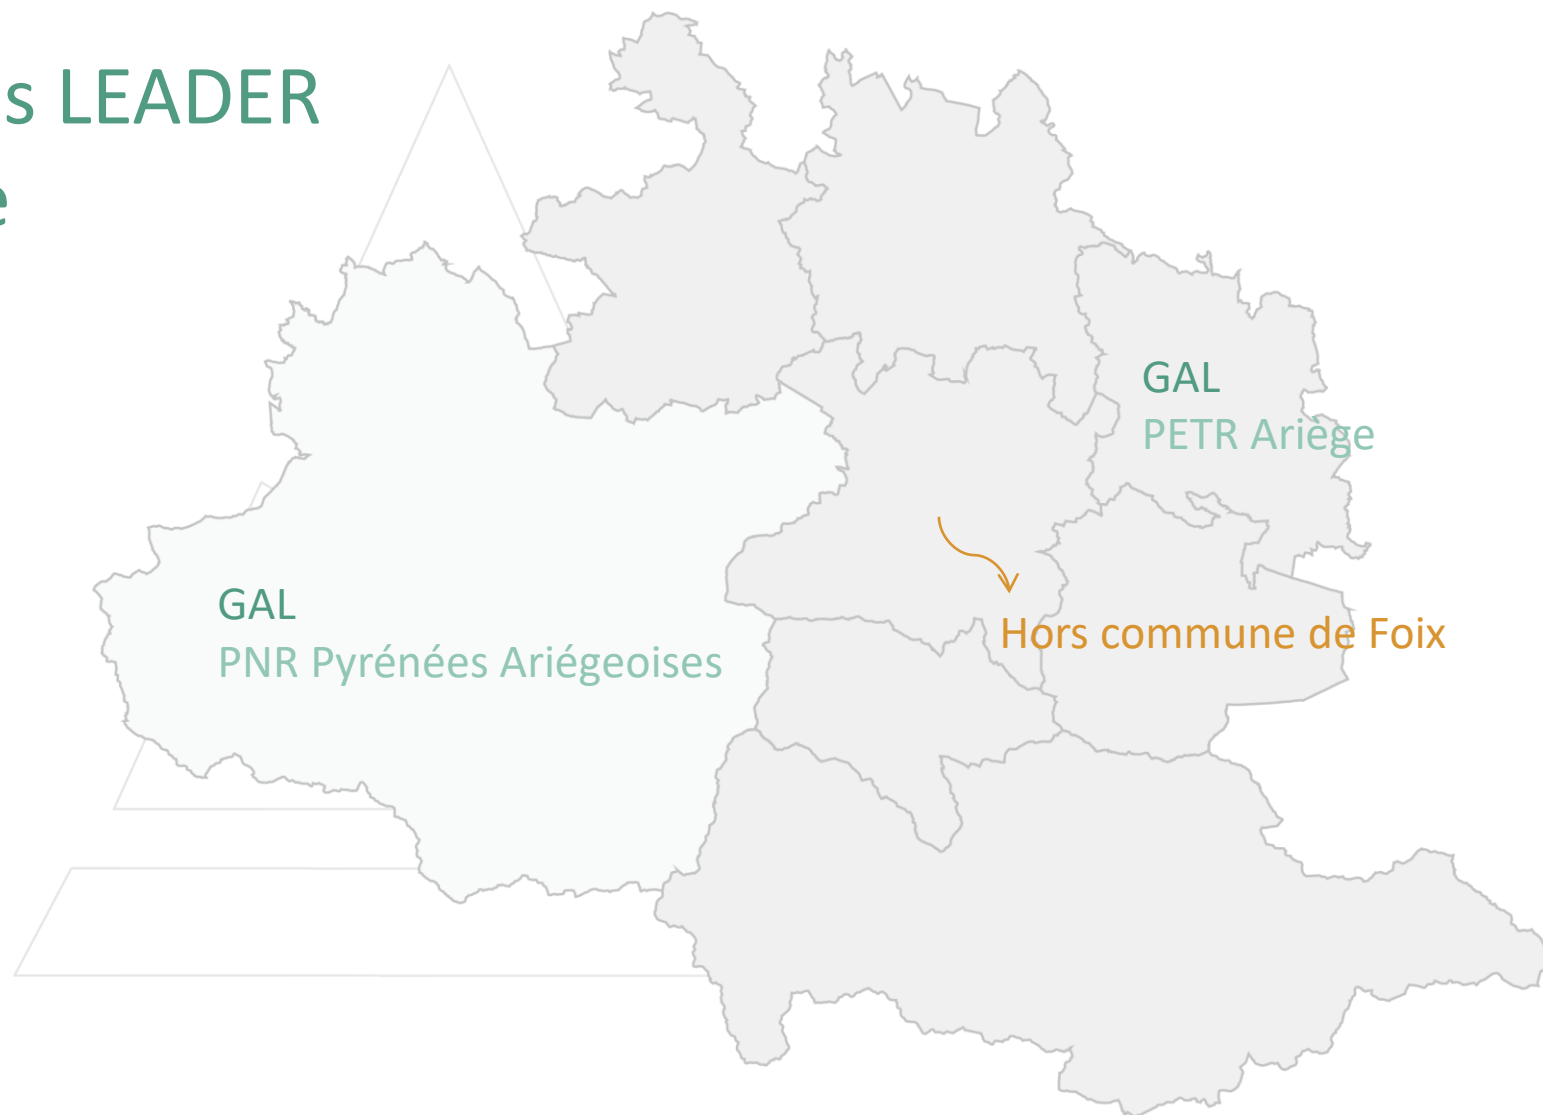 s LEADER
e
GAL
PETR Ariège
GAL
PNR Pyrénées Ariégeoises
Hors commune de Foix